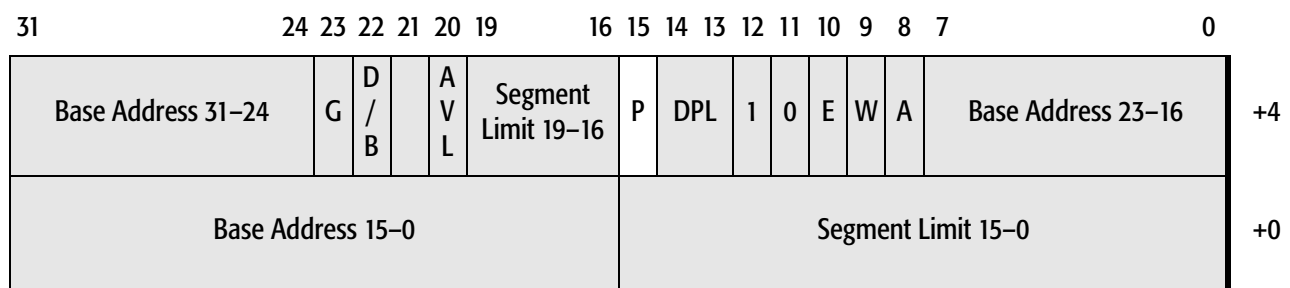 31 24 23 22 21 20 19 16 15 14 13 12 11 10 9 8 7 0
Base Address 31–24 G D/B AVL Segment Limit 19–16 P DPL 1 0 E W A Base Address 23–16 +4
Base Address 15–0 Segment Limit 15–0 +0